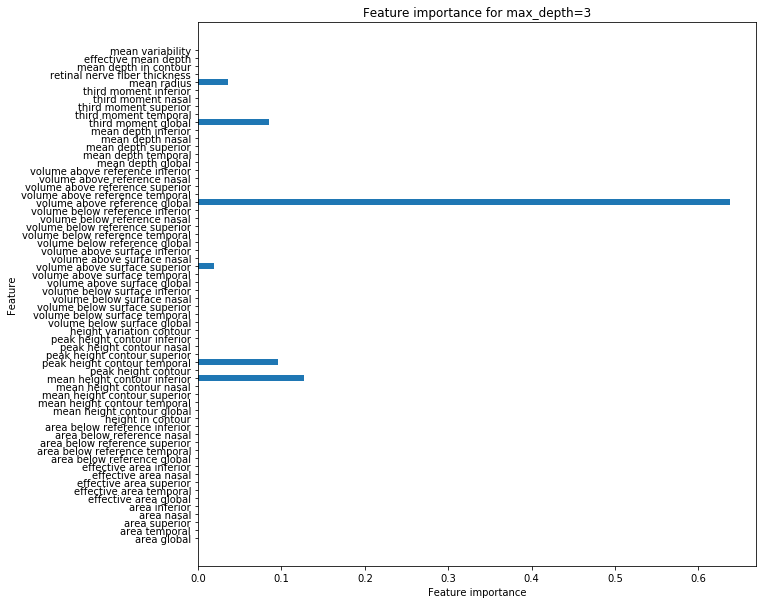 Feature importance for max_depth=3
mean variability
effective mean depth
mean depth in contour
retinal nerve fiber thickness
mean radius
third moment inferior
third moment nasal
third moment superior
third moment temporal
third moment global
mean depth inferior
mean depth nasal
mean depth superior
mean depth temporal
mean depth global
volume above reference inferior
volume above reference nasal
volume above reference superior
volume above reference temporal
volume above reference global
volume below reference inferior
volume below reference nasal
volume below reference superior
volume below reference temporal
volume below reference global
volume above surface inferior
volume above surface nasal
volume above surface superior
volume above surface temporal
volume above surface global
volume below surface inferior
volume below surface nasal
volume below surface superior
volume below surface temporal
volume below surface global
height variation contour
peak height contour inferior
peak height contour nasal
peak height contour superior
peak height contour temporal
peak height contour
mean height contour inferior
mean height contour nasal
mean height contour superior
mean height contour temporal
mean height contour global
height in contour
area below reference inferior
area below reference nasal
area below reference superior
area below reference temporal
area below reference global
effective area inferior
effective area nasal
effective area superior
effective area temporal
effective area global
area inferior
area nasal
area superior
area temporal
area global
Feature
0.0 0.1 0.2 0.3 0.4 0.5 0.6
Feature importance